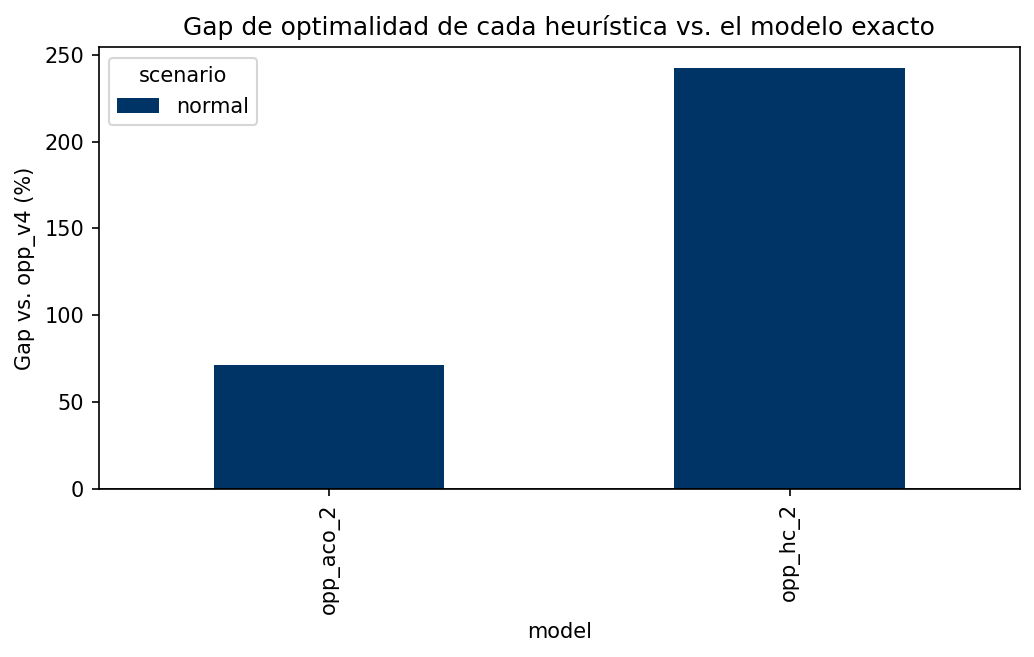 Gap de optimalidad de cada heurística vs. el modelo exacto
Gap vs. opp_v4 (%)
250
200
150
100
50
0
scenario
normal
opp_aco_2
opp_hc_2
model